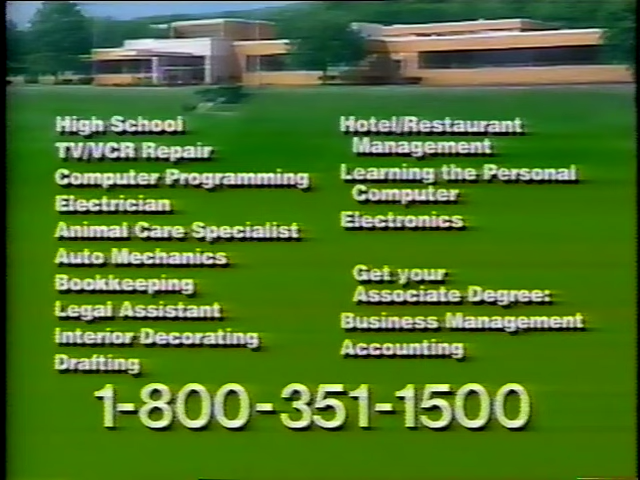 High School
TV/VCR Repair
Computer Programming
Electrician
Animal Care Specialist
Auto Mechanics
Bookkeeping
Legal Assistant
Interior Decorating
Drafting
Hotel/Restaurant
Management
Learning the Personal
Computer
Electronics
Get your
Associate Degree:
Business Management
Accounting
1-800-351-1500